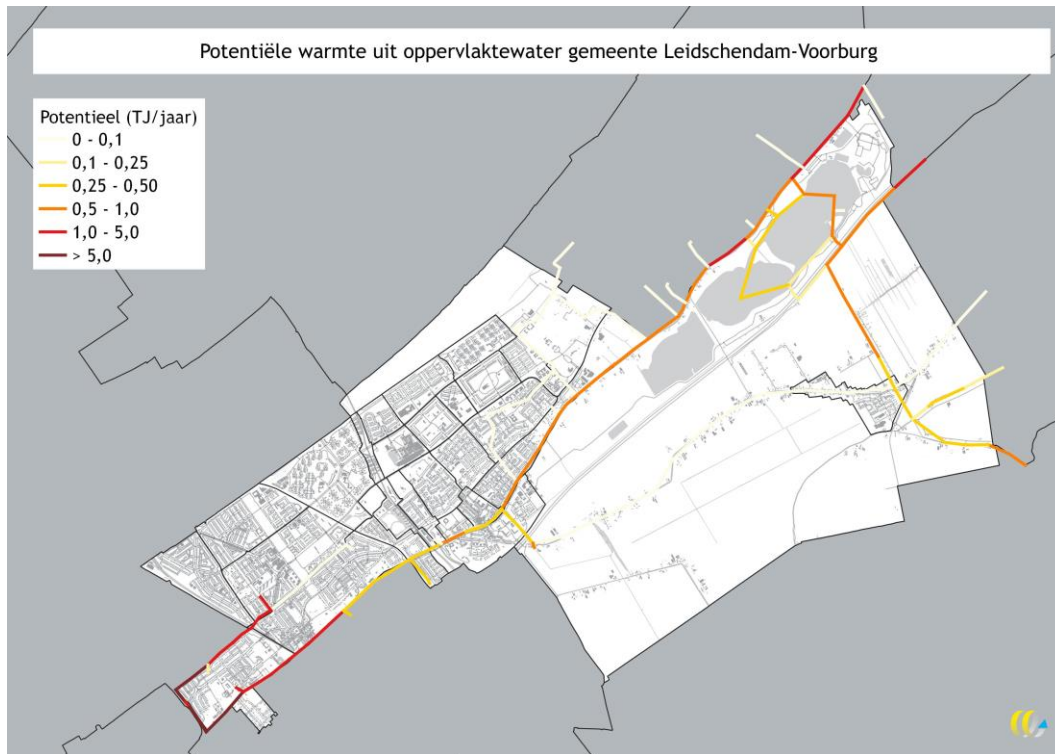 Potentiële warmte uit oppervlaktewater gemeente Leidschendam-Voorburg
Potentieel (TJ/jaar)
0 - 0,1
0,1 - 0,25
0,25 - 0,50
0,5 - 1,0
1,0 - 5,0
> 5,0